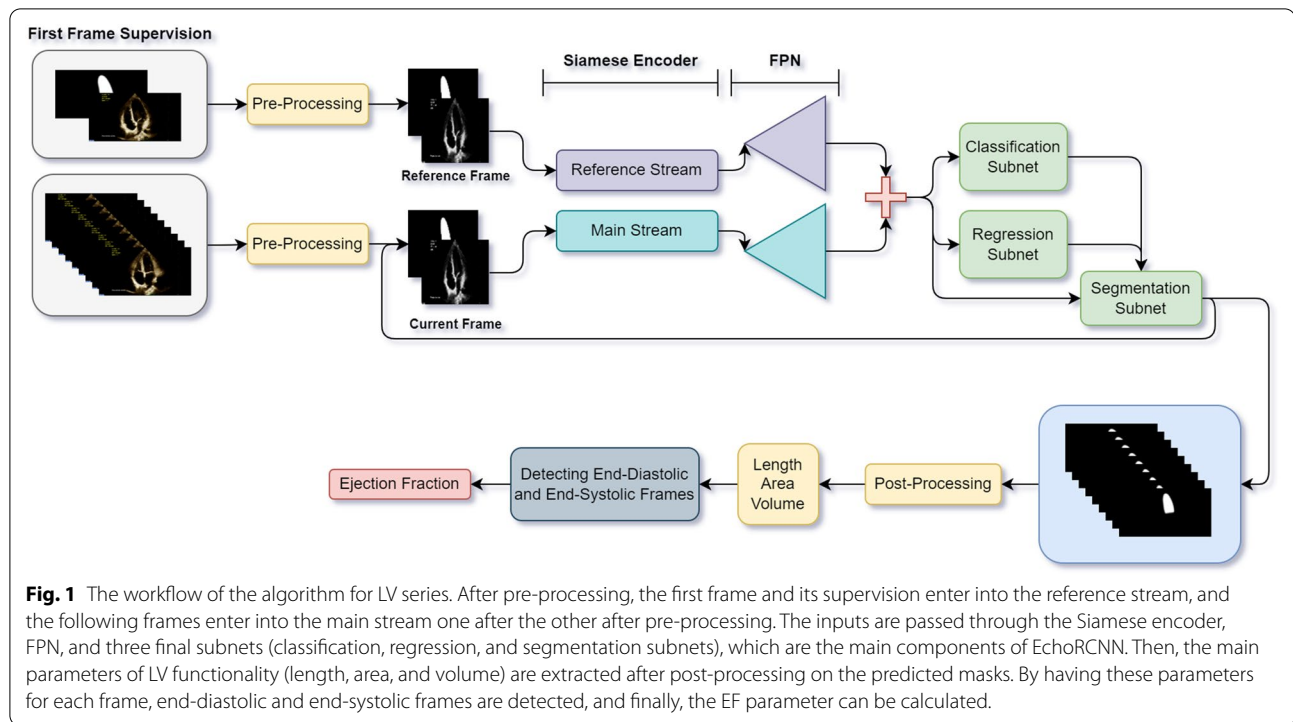 First Frame Supervision
Siamese Encoder
FPN
Pre-Processing
Reference Frame
Reference Stream
Classification
Subnet
Pre-Processing
Current Frame
Main Stream
Regression
Subnet
Segmentation
Subnet
Ejection Fraction
Detecting End-Diastolic
and End-Systolic Frames
Length
Area
Volume
Post-Processing
Fig. 1 The workflow of the algorithm for LV series. After pre-processing, the first frame and its supervision enter into the reference stream, and
the following frames enter into the main stream one after the other after pre-processing. The inputs are passed through the Siamese encoder,
FPN, and three final subnets (classification, regression, and segmentation subnets), which are the main components of EchoRCNN. Then, the main
parameters of LV functionality (length, area, and volume) are extracted after post-processing on the predicted masks. By having these parameters
for each frame, end-diastolic and end-systolic frames are detected, and finally, the EF parameter can be calculated.